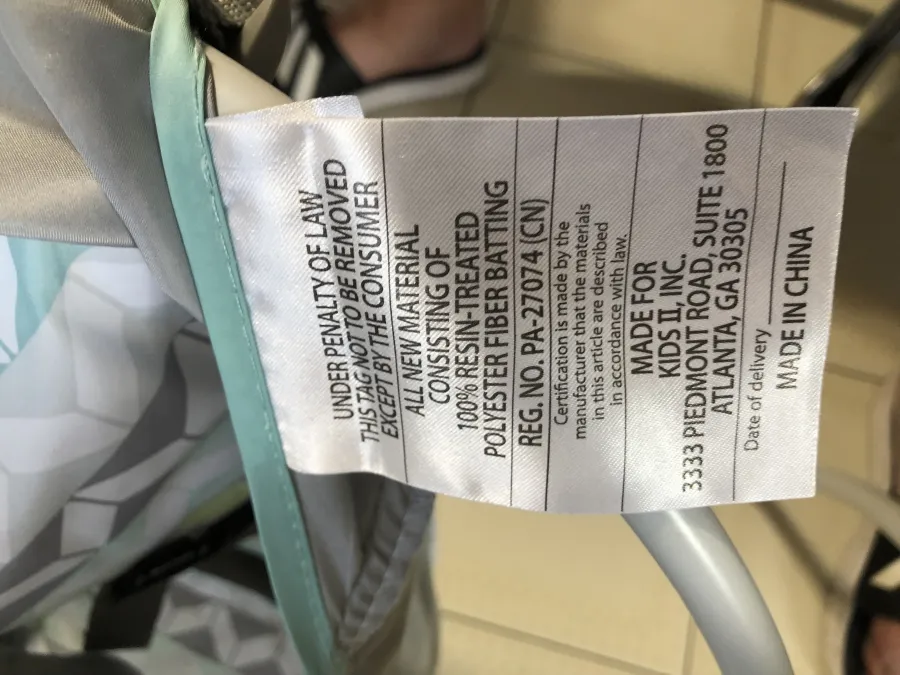 UNDER PENALTY OF LAW
THIS TAG NOT TO BE REMOVED
EXCEPT BY THE CONSUMER
ALL NEW MATERIAL
CONSISTING OF
100% RESIN-TREATED
POLYESTER FIBER BATTING
REG. NO. PA-27074 (CN)
Certification is made by the
manufacturer that the materials
in this article are described
in accordance with law.
MADE FOR
KIDS II, INC.
3333 PIEDMONT ROAD, SUITE 1800
ATLANTA, GA 30305
Date of delivery
MADE IN CHINA